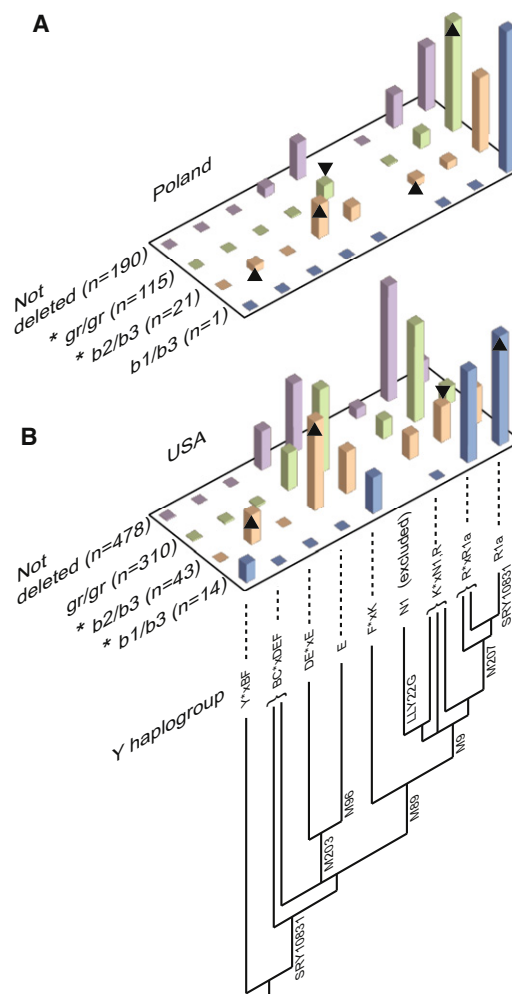 A
Poland
Not
deleted (n=190)
* gr/gr (n=115)
* b2/b3 (n=21)
b1/b3 (n=1)
B
USA
Not
deleted (n=478)
gr/gr (n=310)
* b2/b3 (n=43)
* b1/b3 (n=14)
Y haplogroup
Y*xBF
BC*xDEF
DE*xE
E
F*xK
N1 (excluded)
K*xN1,R-
R*xR1a
R1a
SRY10831
M207
LLY22G
M9
M89
M96
M203
SRY10831